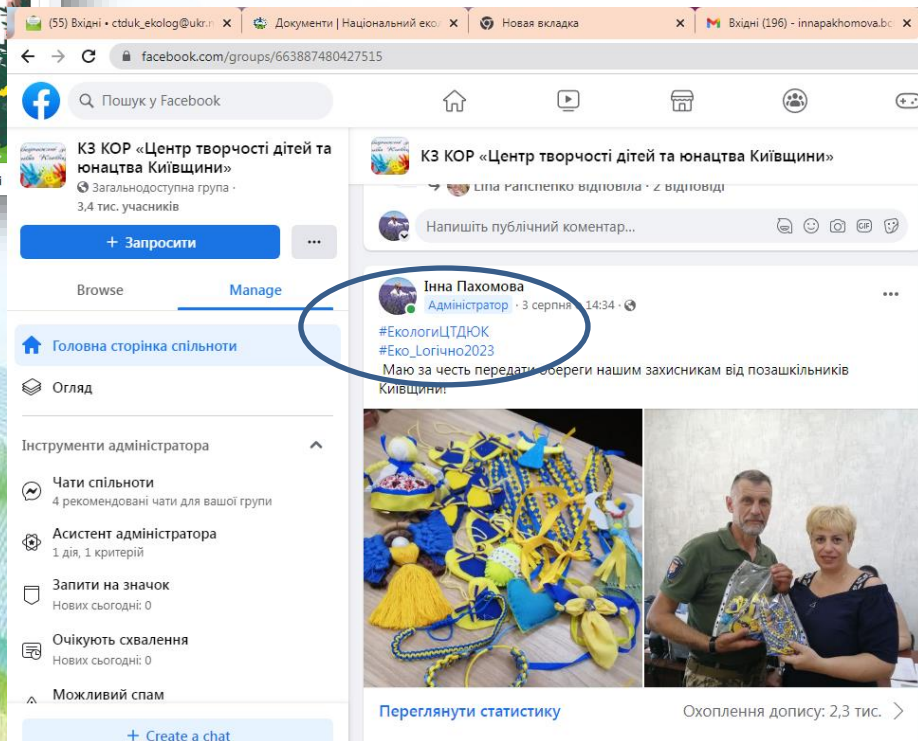 (55) Вхідні • ctduk_ekolog@ukr.n
Документи | Національний еко
Новая вкладка
Вхідні (196) - innapakhomova.bc
facebook.com/groups/663887480427515
Пошук у Facebook
КЗ КОР «Центр творчості дітей та
юнацтва Київщини»
Загальнодоступна група ·
3,4 тис. учасників
+ Запросити
Browse
Manage
Головна сторінка спільноти
Огляд
Інструменти адміністратора
Чати спільноти
4 рекомендовані чати для вашої групи
Асистент адміністратора
1 дія, 1 критерій
Запити на значок
Нових сьогодні: 0
Очікують схвалення
Нових сьогодні: 0
Можливий спам
+ Create a chat
КЗ КОР «Центр творчості дітей та юнацтва Київщини»
Lina Panchenko відповіла · 2 відповіді
Напишіть публічний коментар...
GIF
Інна Пахомова
Адміністратор · 3 серпня о 14:34 ·
#ЕкологиЦТДЮК
#Еко_Lогічно2023
Маю за честь передати обереги нашим захисникам від позашкільників
Київщини!
Переглянути статистику
Охоплення допису: 2,3 тис.